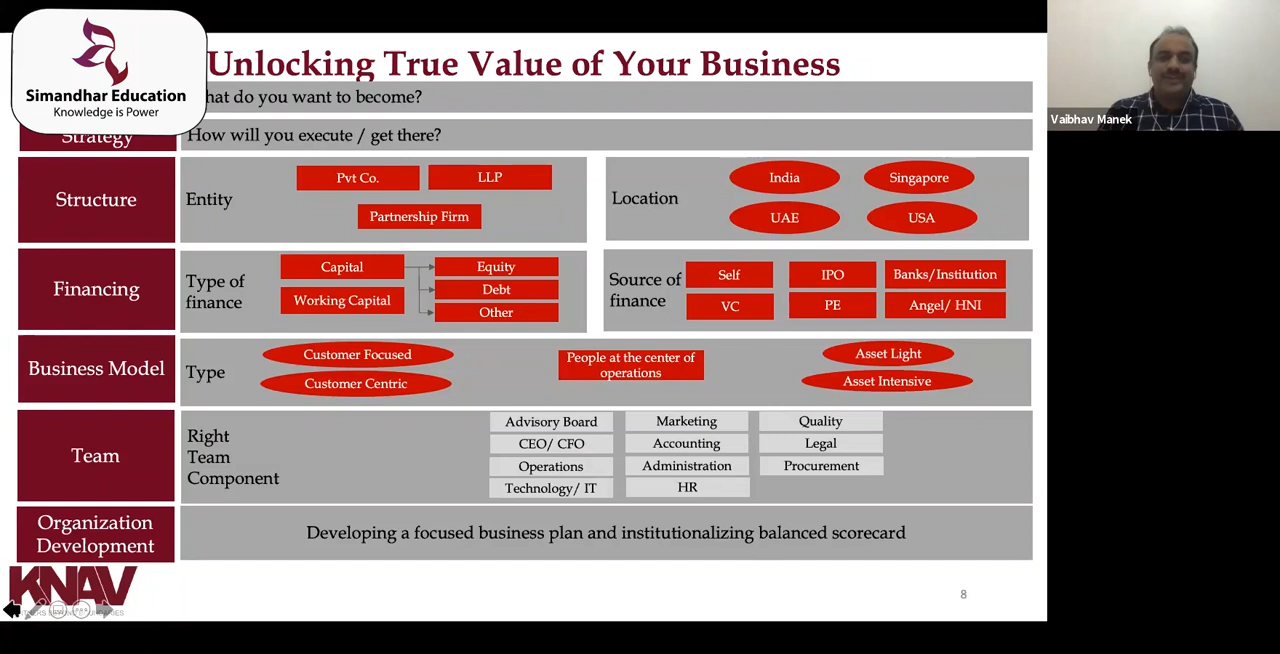 Simandhar Education
Knowledge is Power
Unlocking True Value of Your Business
hat do you want to become?
Strategy
How will you execute / get there?
Structure
Entity
Pvt Co.
LLP
Partnership Firm
Location
India
Singapore
UAE
USA
Financing
Type of
finance
Capital
Working Capital
Equity
Debt
Other
Source of
finance
Self
IPO
Banks/Institution
VC
PE
Angel/ HNI
Business Model
Type
Customer Focused
Customer Centric
People at the center of
operations
Asset Light
Asset Intensive
Team
Right
Team
Component
Advisory Board
Marketing
Quality
CEO/ CFO
Accounting
Legal
Operations
Administration
Procurement
Technology/ IT
HR
Organization
Development
Developing a focused business plan and institutionalizing balanced scorecard
KNAV
8
Vaibhav Manek